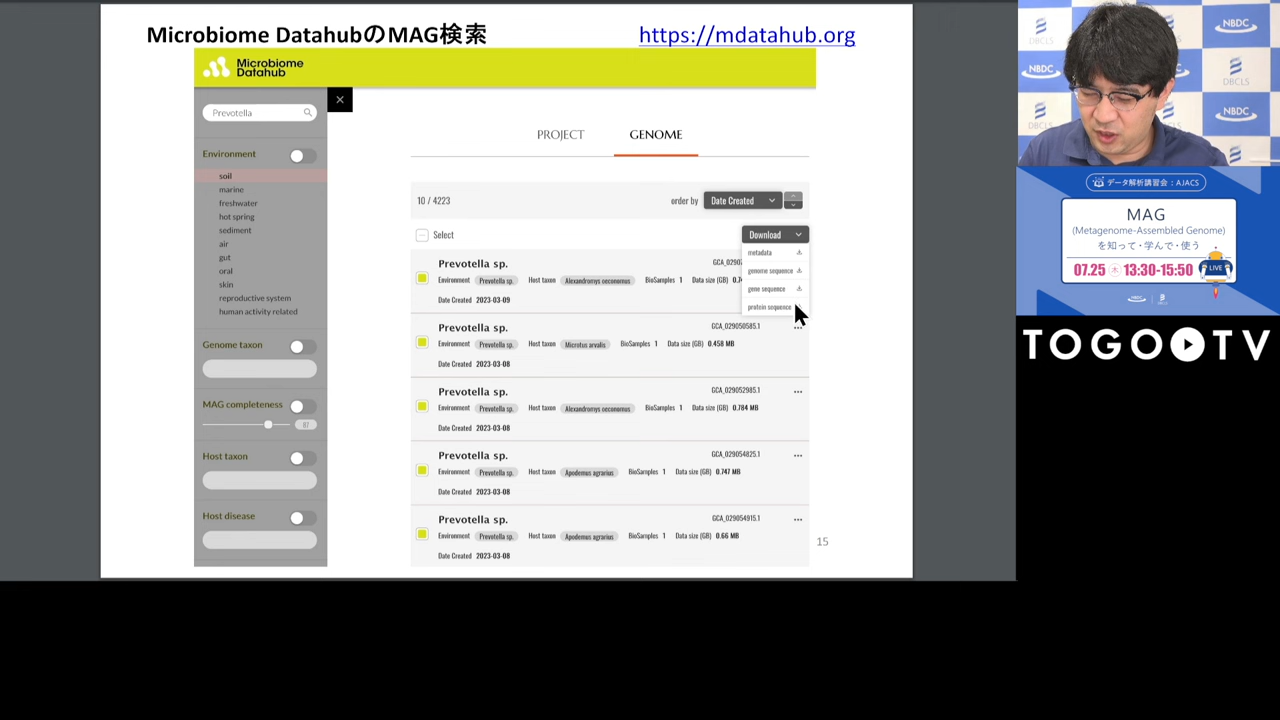 Microbiome DatahubのMAG検索
https://mdatahub.org
Microbiome
Datahub
Prevotella
Environment
soil
marine
freshwater
hot spring
sediment
air
gut
oral
skin
reproductive system
human activity related
Genome taxon
MAG completeness
87
Host taxon
Host disease
PROJECT GENOME
10 / 4223 order by Date Created
Select Download
metadata
genome sequence
gene sequence
protein sequence
Prevotella sp. GCA_0290
Environment Prevotella sp. Host taxon Alexandromys oeconomus BioSamples 1 Data size (GB)
Date Created 2023-03-09
Prevotella sp. GCA_029050585.1
Environment Prevotella sp. Host taxon Microtus arvalis BioSamples 1 Data size (GB) 0.458 MB
Date Created 2023-03-08
Prevotella sp. GCA_029052985.1
Environment Prevotella sp. Host taxon Alexandromys oeconomus BioSamples 1 Data size (GB) 0.784 MB
Date Created 2023-03-08
Prevotella sp. GCA_029054825.1
Environment Prevotella sp. Host taxon Apodemus agrarius BioSamples 1 Data size (GB) 0.747 MB
Date Created 2023-03-08
Prevotella sp. GCA_029054915.1
Environment Prevotella sp. Host taxon Apodemus agrarius BioSamples 1 Data size (GB) 0.66 MB
Date Created 2023-03-08
15
NBDC
DBCLS
NBDC
DBCLS
NBDC
DBCLS
データ解析講習会：AJACS
MAG
(Metagenome-Assembled Genome)
を知って・学んで・使う
07.25 木 13:30-15:50
LIVE
TOGO TV